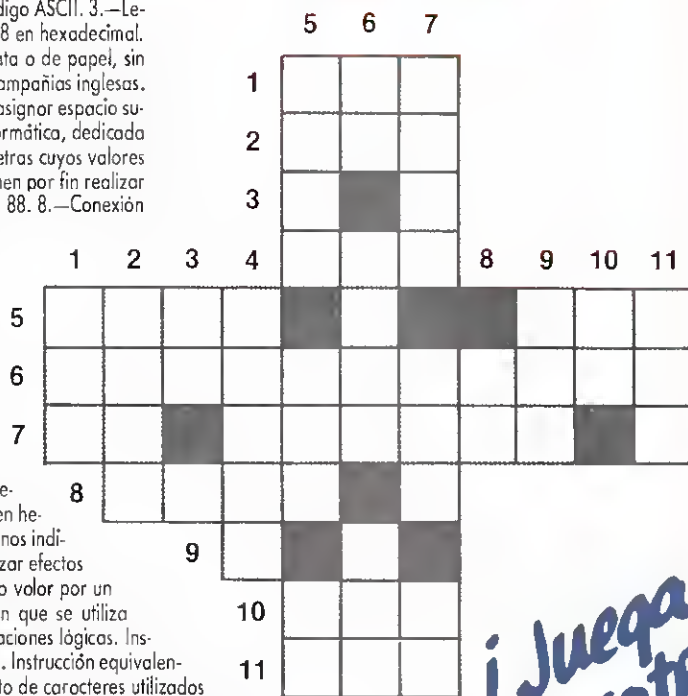 digo ASCII. 3.—Le-
8 en hexadecimal.
ata o de papel, sin
ampañias inglesas.
asignor espacio su-
ormática, dedicada
etras cuyos valores
nen por fin realizar
88. 8.—Conexión
5 6 7
1
2
3
1 2 3 4 8 9 10 11
5
6
7
8
9
10
11
e-
en he-
nos indi-
zar efectos
o valor por un
n que se utiliza
aciones lógicas. Ins-
. Instrucción equivalen-
to de carocteres utilizados
¡Juega